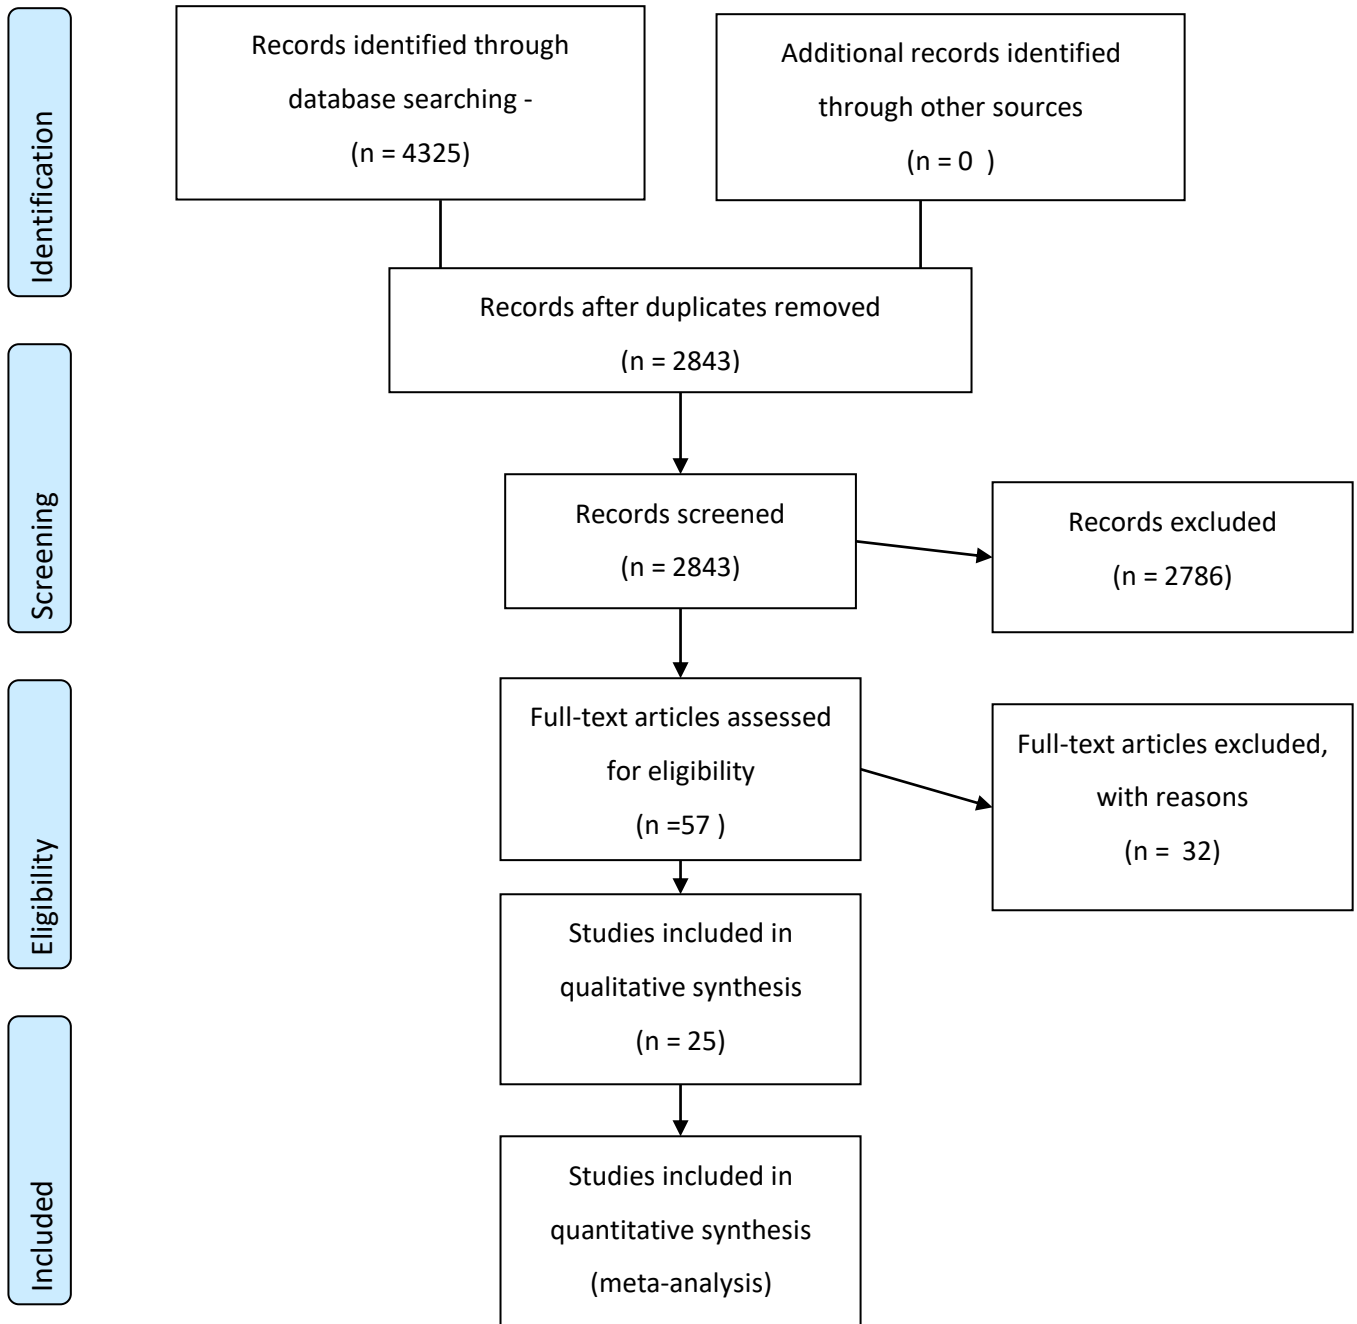 Identification
Records identified through
database searching -
(n = 4325)
Additional records identified
through other sources
(n = 0  )
Records after duplicates removed
(n = 2843)
Screening
Records screened
(n = 2843)
Records excluded
(n = 2786)
Eligibility
Full-text articles assessed
for eligibility
(n =57 )
Full-text articles excluded,
with reasons
(n =  32)
Studies included in
qualitative synthesis
(n = 25)
Included
Studies included in
quantitative synthesis
(meta-analysis)